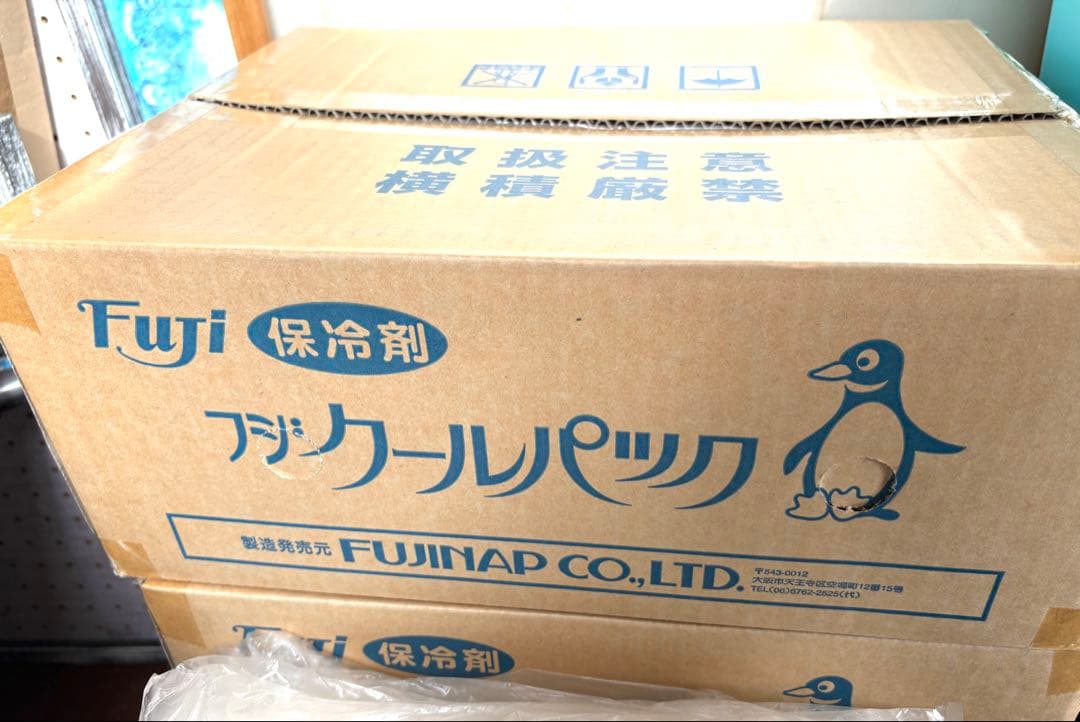 取扱注意
横積厳禁
Fuji 保冷剤
フジクールパック
製造発売元 FUJINAP CO.,LTD.
〒543-0012
大阪市天王寺区空堀町12番15号
TEL(06)6762-2525(代)
Fuji 保冷剤